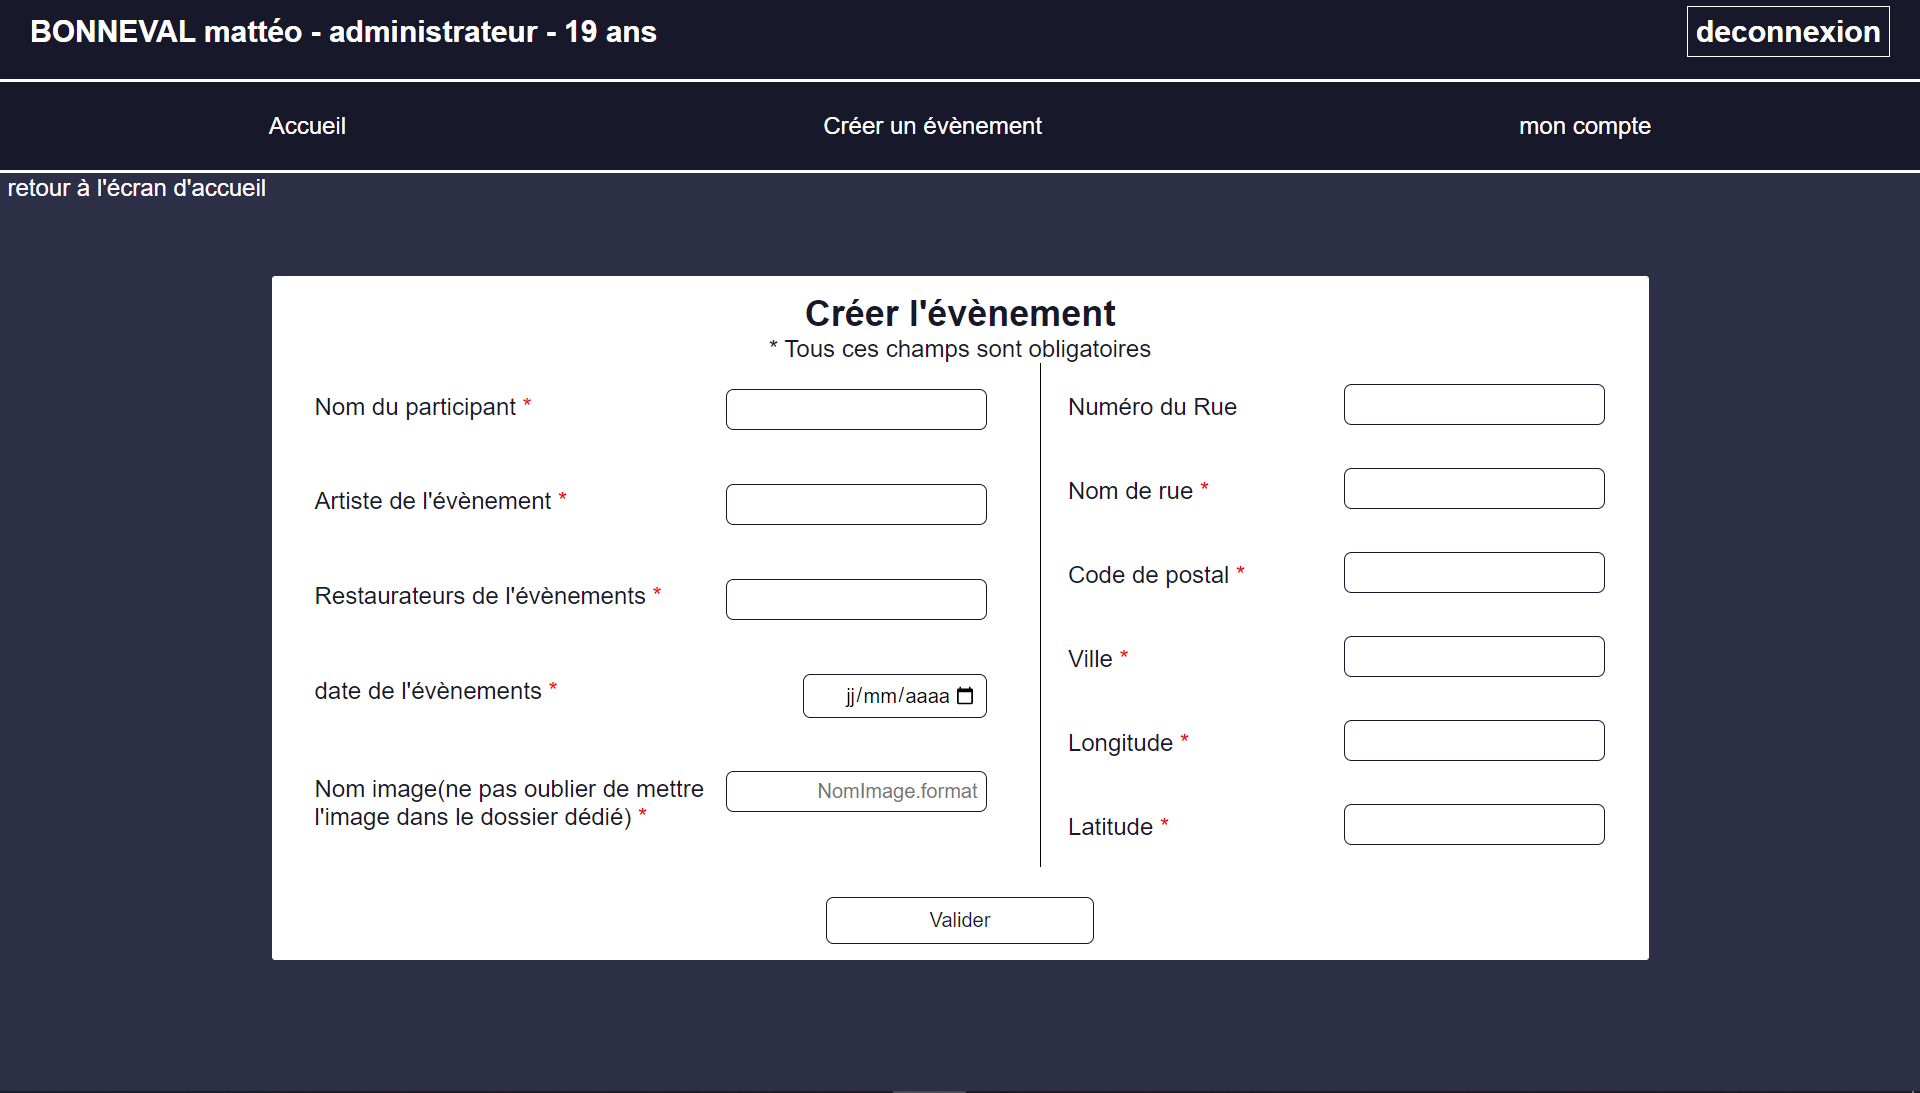 BONNEVAL mattéo - administrateur - 19 ans
deconnexion
Accueil
Créer un évènement
mon compte
retour à l'écran d'accueil
Créer l'évènement
* Tous ces champs sont obligatoires
Nom du participant *
Artiste de l'évènement *
Restaurateurs de l'évènements *
date de l'évènements *
jj/mm/aaaa
Nom image(ne pas oublier de mettre
l'image dans le dossier dédié) *
NomImage.format
Numéro du Rue
Nom de rue *
Code de postal *
Ville *
Longitude *
Latitude *
Valider